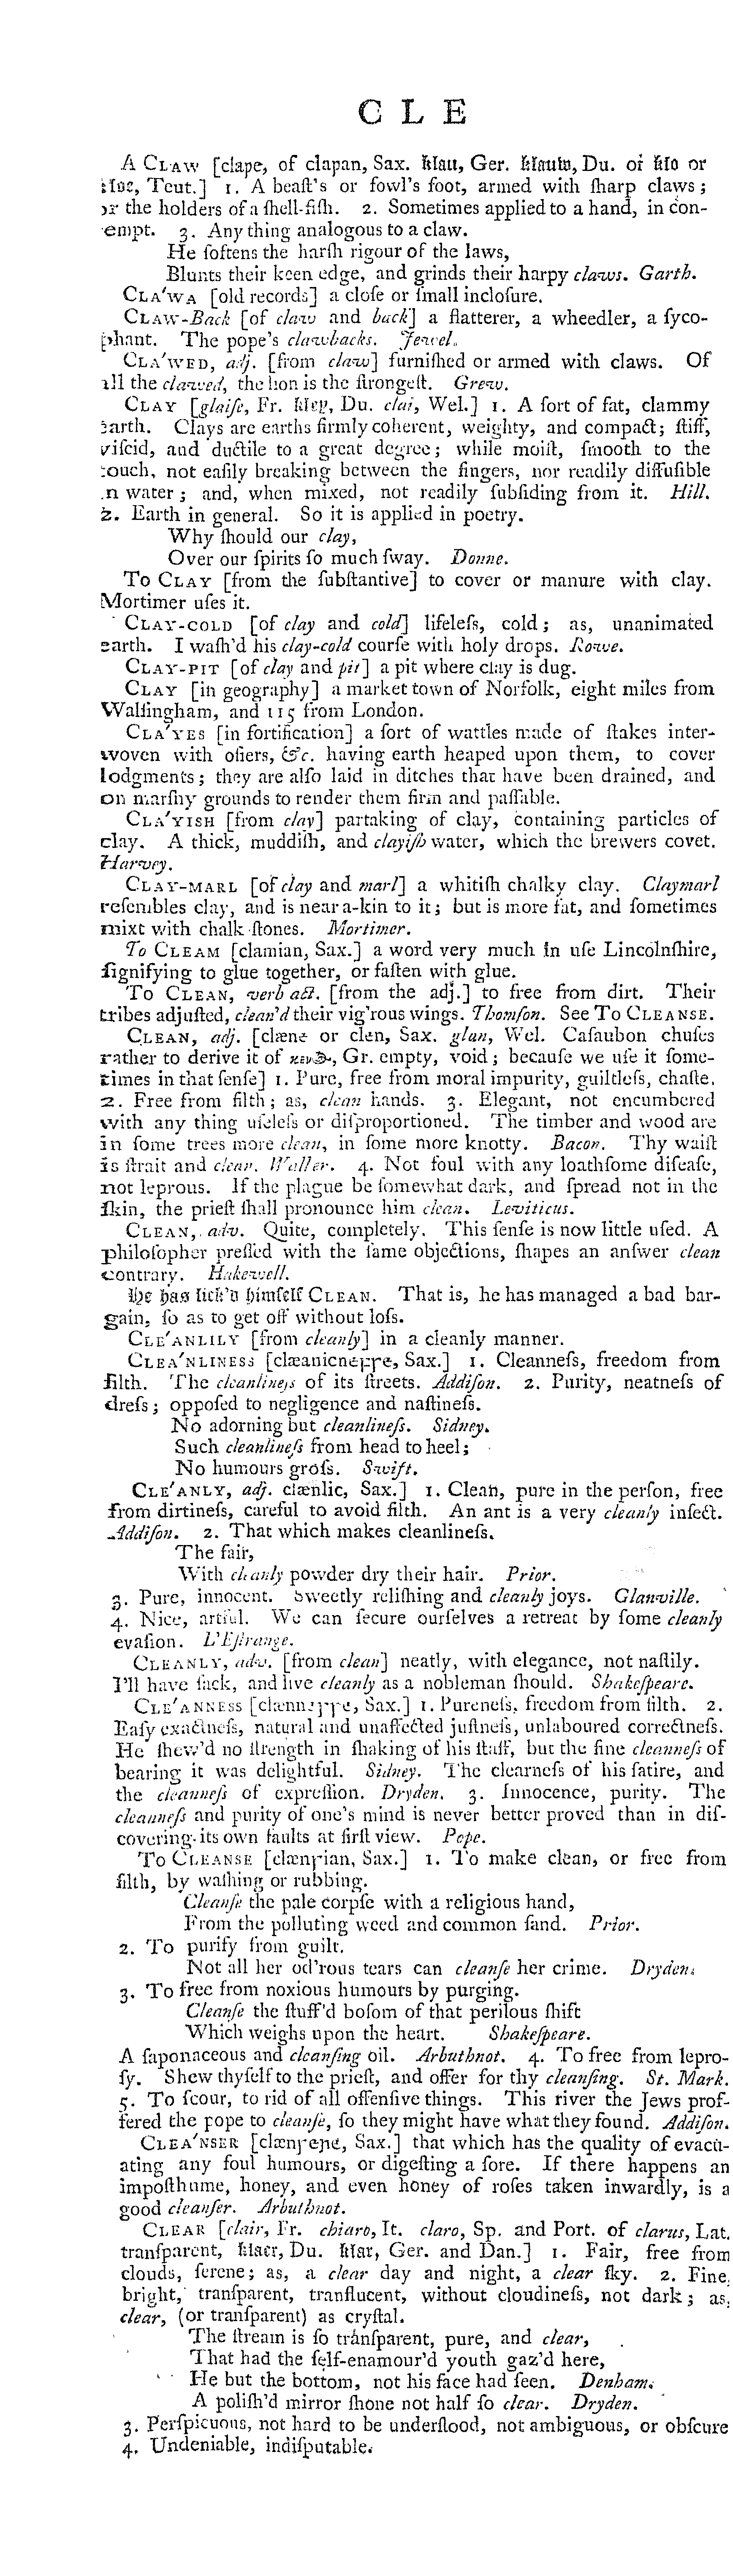 C L E
A CLAW [clape, of clapan, Sax. klau, Ger. klauw, Du. or klo or
Teut.] 1. A beaſt's or fowl's foot, armed with ſharp claws;
or the holders of a ſhell-fiſh. 2. Sometimes applied to a hand, in con-
empt. 3. Any thing analogous to a claw.
He ſoftens the harſh rigour of the laws,
Blunts their keen edge, and grinds their harpy claws. Garth.
CLA'WA [old records] a cloſe or ſmall incloſure.
CLAW-Back [of claw and back] a flatterer, a wheedler, a ſyco-
phant. The pope's clawbacks. Jewel.
CLA'WED, adj. [from claw] furniſhed or armed with claws. Of
all the clawed, the lion is the ſtrongeſt. Grew.
CLAY [glaiſe, Fr. kley, Du. clai, Wel.] 1. A ſort of fat, clammy
earth. Clays are earths firmly coherent, weighty, and compact; ſtiff,
viſcid, and ductile to a great degree; while moiſt, ſmooth to the
touch, not eaſily breaking between the fingers, nor readily diffuſible
in water; and, when mixed, not readily ſubſiding from it. Hill.
2. Earth in general. So it is applied in poetry.
Why ſhould our clay,
Over our ſpirits ſo much ſway. Donne.
To CLAY [from the ſubſtantive] to cover or manure with clay.
Mortimer uſes it.
CLAY-COLD [of clay and cold] lifeleſs, cold; as, unanimated
earth. I waſh'd his clay-cold courſe with holy drops. Rowe.
CLAY-PIT [of clay and pit] a pit where clay is dug.
CLAY [in geography] a market town of Norfolk, eight miles from
Walſingham, and 115 from London.
CLA'YES [in fortification] a ſort of wattles made of ſtakes inter-
woven with oſiers, &c. having earth heaped upon them, to cover
lodgments; they are alſo laid in ditches that have been drained, and
on marſhy grounds to render them firm and paſſable.
CLA'YISH [from clay] partaking of clay, containing particles of
clay. A thick, muddiſh, and clayiſh water, which the brewers covet.
Harvey.
CLAY-MARL [of clay and marl] a whitiſh chalky clay. Claymarl
reſembles clay, and is near a-kin to it; but is more fat, and ſometimes
mixt with chalk ſtones. Mortimer.
To CLEAM [clamian, Sax.] a word very much in uſe Lincolnſhire,
ſignifying to glue together, or faſten with glue.
To CLEAN, verb act. [from the adj.] to free from dirt. Their
tribes adjuſted, clean'd their vig'rous wings. Thomſon. See To CLEANSE.
CLEAN, adj. [clæne or clen, Sax. glan, Wel. Caſaubon chuſes
rather to derive it of Gr. empty, void; becauſe we uſe it ſome-
times in that ſenſe] 1. Pure, free from moral impurity, guiltleſs, chaſte.
2. Free from filth; as, clean hands. 3. Elegant, not encumbered
with any thing uſeleſs or diſproportioned. The timber and wood are
in ſome trees more clean, in ſome more knotty. Bacon. Thy waiſt
is ſtrait and clean. Waller. 4. Not foul with any loathſome diſeaſe,
not leprous. If the plague be ſomewhat dark, and ſpread not in the
ſkin, the prieſt ſhall pronounce him clean. Leviticus.
CLEAN, adv. Quite, completely. This ſenſe is now little uſed. A
philoſopher preſſed with the ſame objections, ſhapes an anſwer clean
contrary. Hakewell.
He has lick'd himſelf CLEAN. That is, he has managed a bad bar-
gain, ſo as to get off without loſs.
CLE'ANLILY [from cleanly] in a cleanly manner.
CLEA'NLINESS [Sax.] 1. Cleanneſs, freedom from
filth. The cleanlineſs of its ſtreets. Addiſon. 2. Purity, neatneſs of
dreſs; oppoſed to negligence and naſtineſs.
No adorning but cleanlineſs. Sidney.
Such cleanlineſs from head to heel;
No humours groſs. Swift.
CLE'ANLY, adj. clænlic, Sax.] 1. Clean, pure in the perſon, free
from dirtineſs, careful to avoid filth. An ant is a very cleanly inſect.
Addiſon. 2. That which makes cleanlineſs.
The fair,
With cleanly powder dry their hair. Prior.
3. Pure, innocent. Sweetly reliſhing and cleanly joys. Glanville.
4. Nice, artful. We can ſecure ourſelves a retreat by ſome cleanly
evaſion. L'Eſtrange.
CLEANLY, adv. [from clean] neatly, with elegance, not naſtily.
I'll have ſack, and live cleanly as a nobleman ſhould. Shakeſpeare.
CLE'ANNESS [Sax.] 1. Pureneſs, freedom from filth. 2.
Eaſy exactneſs, natural and unaffected juſtneſs, unlaboured correctneſs.
He ſhew'd no ſtrength in ſhaking of his ſtaff, but the fine cleanneſs of
bearing it was delightful. Sidney. The clearneſs of his ſatire, and
the cleanneſs of expreſſion. Dryden. 3. Innocence, purity. The
cleanneſs and purity of one's mind is never better proved than in diſ-
covering its own faults at firſt view. Pope.
To CLEANSE [clænſian, Sax.] 1. To make clean, or free from
filth, by waſhing or rubbing.
Cleanſe the pale corpſe with a religious hand,
From the polluting weed and common ſand. Prior.
2. To purify from guilt.
Not all her od'rous tears can cleanſe her crime. Dryden.
3. To free from noxious humours by purging.
Cleanſe the ſtuff'd boſom of that perilous ſhift
Which weighs upon the heart. Shakeſpeare.
A ſaponaceous and cleanſing oil. Arbuthnot. 4. To free from lepro-
ſy. Shew thyſelf to the prieſt, and offer for thy cleanſing. St. Mark.
5. To ſcour, to rid of all offenſive things. This river the Jews prof-
fered the pope to cleanſe, ſo they might have what they found. Addiſon.
CLEA'NSER [Sax.] that which has the quality of evacu-
ating any foul humours, or digeſting a ſore. If there happens an
impoſthume, honey, and even honey of roſes taken inwardly, is a
good cleanſer. Arbuthnot.
CLEAR [clair, Fr. chiaro, It. claro, Sp. and Port. of clarus, Lat.
tranſparent, klaer, Du. klar, Ger. and Dan.] 1. Fair, free from
clouds, ſerene; as, a clear day and night, a clear ſky. 2. Fine,
bright, tranſparent, tranſlucent, without cloudineſs, not dark; as,
clear, (or tranſparent) as cryſtal.
The ſtream is ſo tranſparent, pure, and clear,
That had the ſelf-enamour'd youth gaz'd here,
He but the bottom, not his face had ſeen. Denham.
A poliſh'd mirror ſhone not half ſo clear. Dryden.
3. Perſpicuous, not hard to be underſtood, not ambiguous, or obſcure
4. Undeniable, indiſputable.